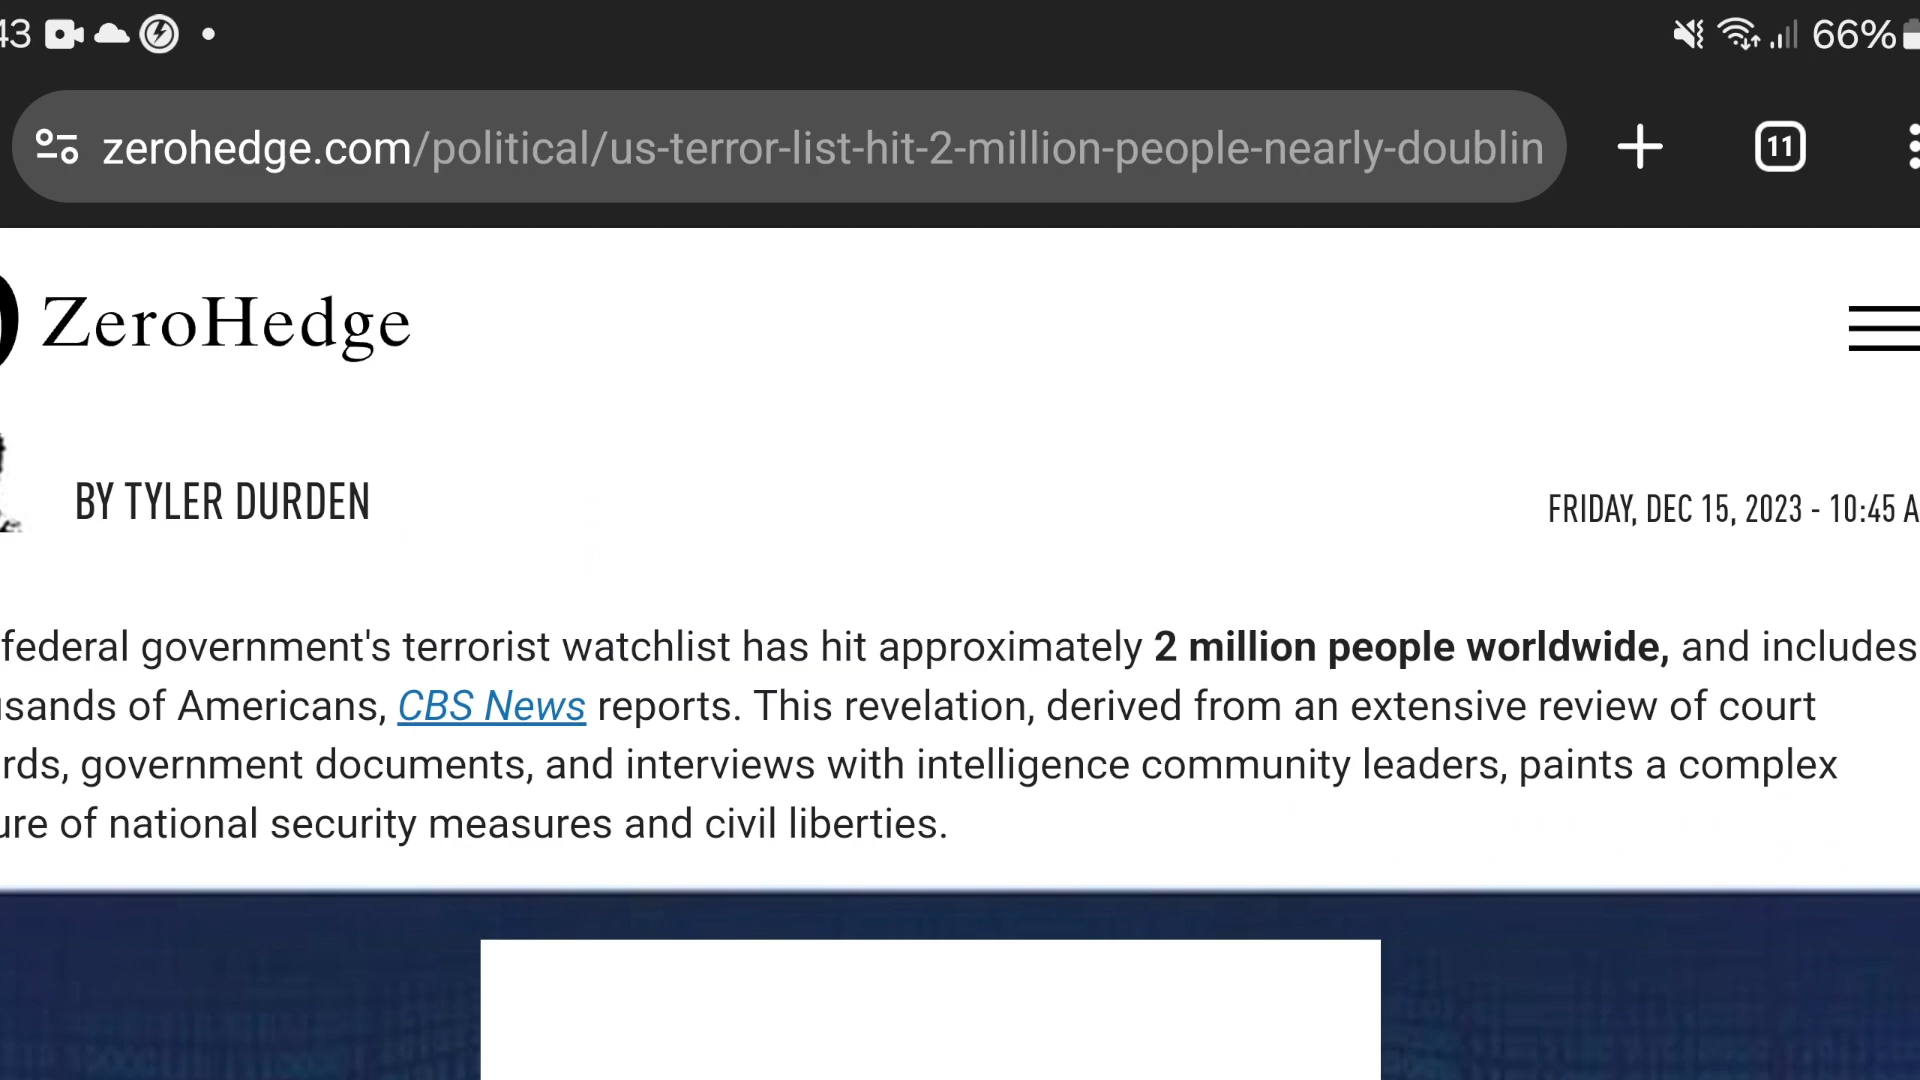 43 66%
zerohedge.com/political/us-terror-list-hit-2-million-people-nearly-doublin
11
ZeroHedge
BY TYLER DURDEN
FRIDAY, DEC 15, 2023 - 10:45 A
federal government's terrorist watchlist has hit approximately 2 million people worldwide, and includes
usands of Americans, CBS News reports. This revelation, derived from an extensive review of court
rds, government documents, and interviews with intelligence community leaders, paints a complex
ure of national security measures and civil liberties.